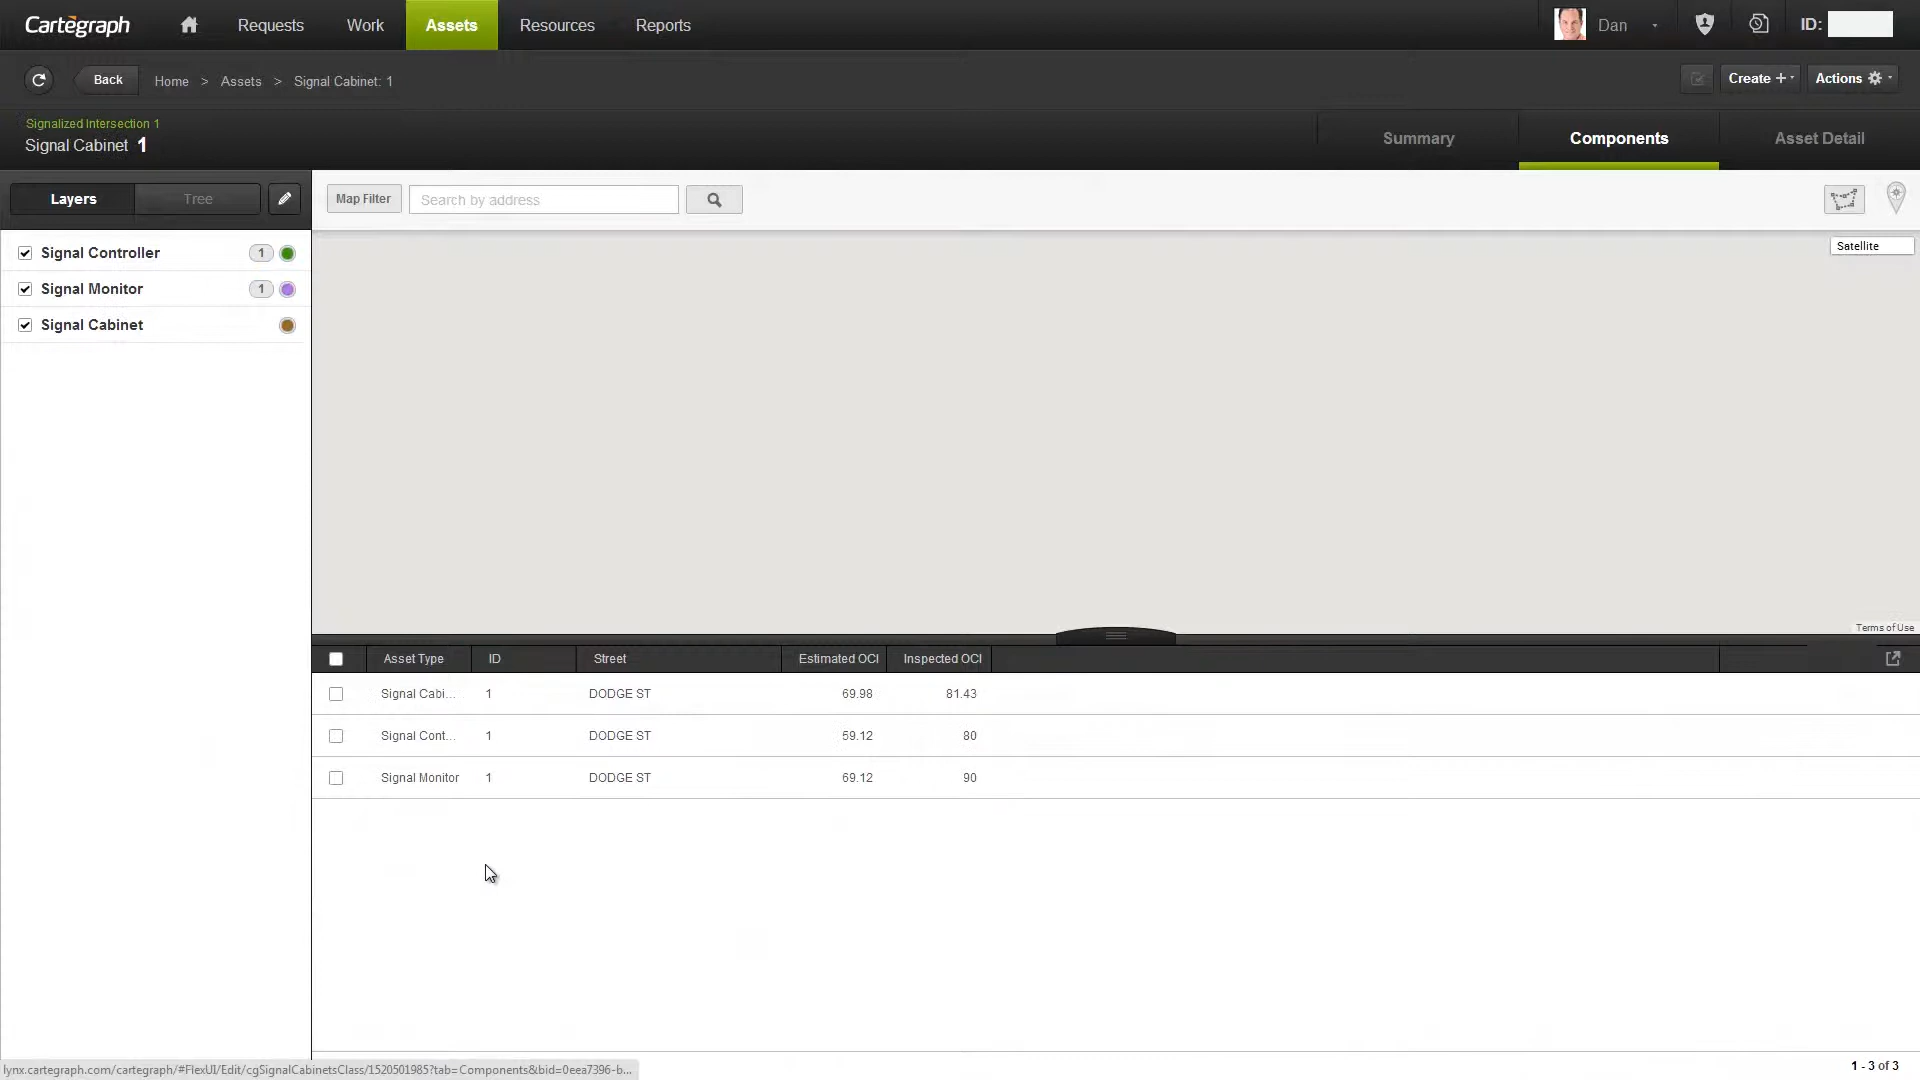 Cartëgraph
Requests
Work
Assets
Resources
Reports
Dan
ID:
Back
Home > Assets > Signal Cabinet: 1
Create +
Actions
Signalized Intersection 1
Signal Cabinet 1
Summary
Components
Asset Detail
Layers
Tree
Map Filter
Search by address
Satellite
Signal Controller 1
Signal Monitor 1
Signal Cabinet
Terms of Use
Asset Type ID Street Estimated OCI Inspected OCI
Signal Cabi... 1 DODGE ST 69.98 81.43
Signal Cont... 1 DODGE ST 59.12 80
Signal Monitor 1 DODGE ST 69.12 90
lynx.cartegraph.com/cartegraph/#FlexUI/Edit/cgSignalCabinetsClass/1520501985?tab=Components&bid=0eea7396-b...
1 - 3 of 3